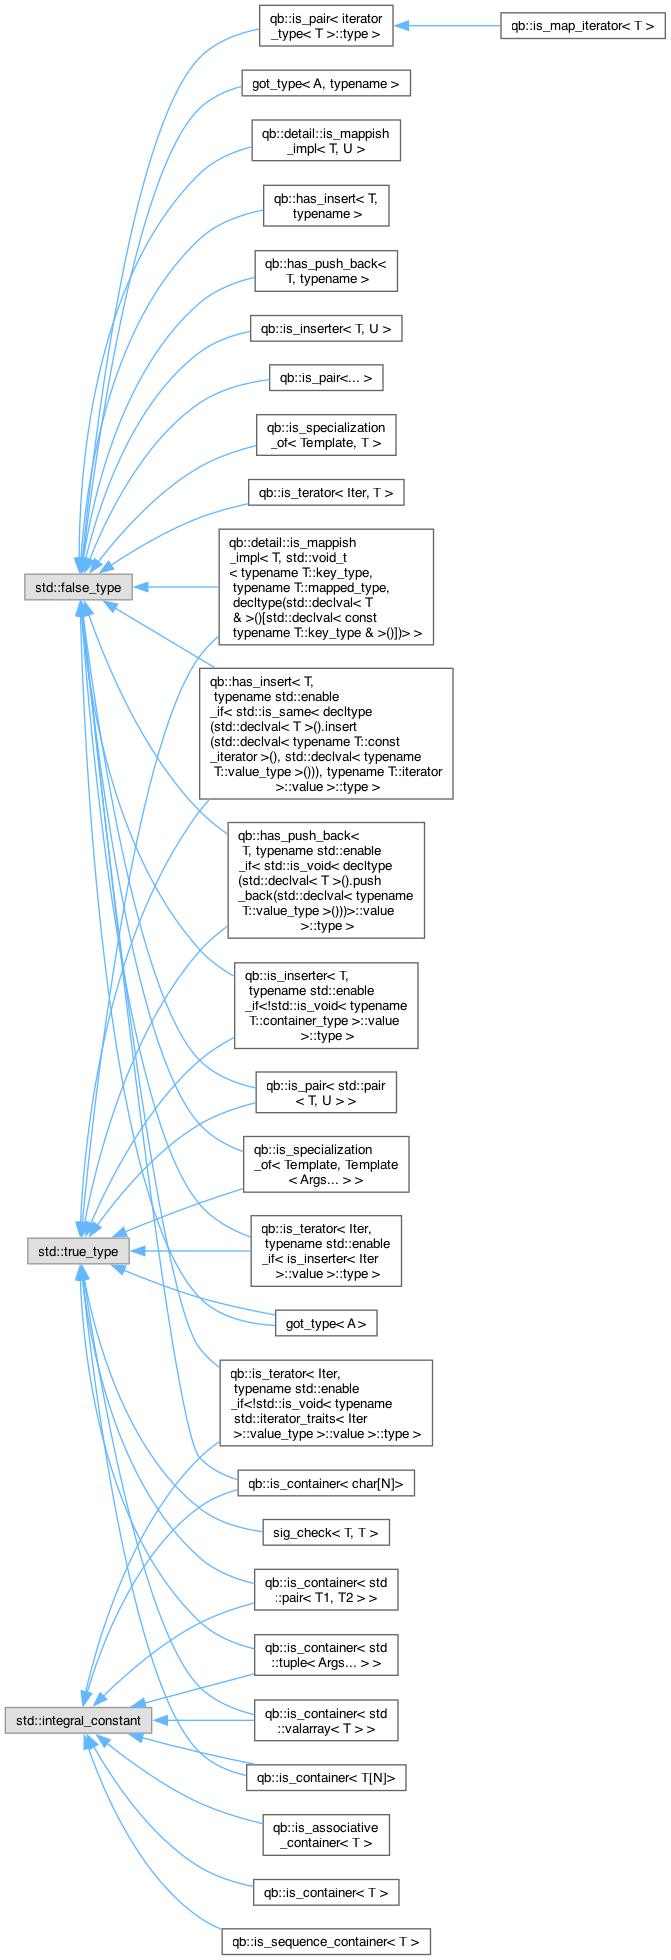 qb::is_pair< iterator
_type< T >::type >
qb::is_map_iterator< T >
got_type< A, typename >
qb::detail::is_mappish
_impl< T, U >
qb::has_insert< T,
typename >
qb::has_push_back<
T, typename >
qb::is_inserter< T, U >
qb::is_pair<... >
qb::is_specialization
_of< Template, T >
qb::is_terator< Iter, T >
std::false_type
qb::detail::is_mappish
_impl< T, std::void_t
< typename T::key_type,
typename T::mapped_type,
decltype(std::declval< T
& >()[std::declval< const
typename T::key_type & >()])> >
qb::has_insert< T,
typename std::enable
_if< std::is_same< decltype
(std::declval< T >().insert
(std::declval< typename T::const
_iterator >(), std::declval< typename
T::value_type >())), typename T::iterator
>::value >::type >
qb::has_push_back<
T, typename std::enable
_if< std::is_void< decltype
(std::declval< T >().push
_back(std::declval< typename
T::value_type >()))>::value
>::type >
qb::is_inserter< T,
typename std::enable
_if<!std::is_void< typename
T::container_type >::value
>::type >
qb::is_pair< std::pair
< T, U > >
qb::is_specialization
_of< Template, Template
< Args... > >
qb::is_terator< Iter,
typename std::enable
_if< is_inserter< Iter
>::value >::type >
std::true_type
got_type< A >
qb::is_terator< Iter,
typename std::enable
_if<!std::is_void< typename
std::iterator_traits< Iter
>::value_type >::value >::type >
qb::is_container< char[N]>
sig_check< T, T >
qb::is_container< std
::pair< T1, T2 > >
qb::is_container< std
::tuple< Args... > >
std::integral_constant
qb::is_container< std
::valarray< T > >
qb::is_container< T[N]>
qb::is_associative
_container< T >
qb::is_container< T >
qb::is_sequence_container< T >